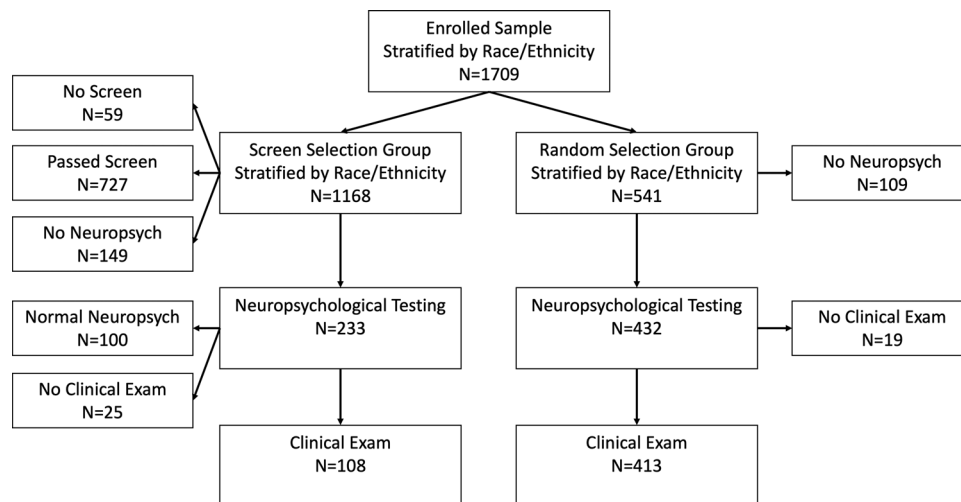 Enrolled Sample
Stratified by Race/Ethnicity
N=1709
No Screen
N=59
Passed Screen
N=727
No Neuropsych
N=149
Screen Selection Group
Stratified by Race/Ethnicity
N=1168
Random Selection Group
Stratified by Race/Ethnicity
N=541
No Neuropsych
N=109
Normal Neuropsych
N=100
No Clinical Exam
N=25
Neuropsychological Testing
N=233
Neuropsychological Testing
N=432
No Clinical Exam
N=19
Clinical Exam
N=108
Clinical Exam
N=413